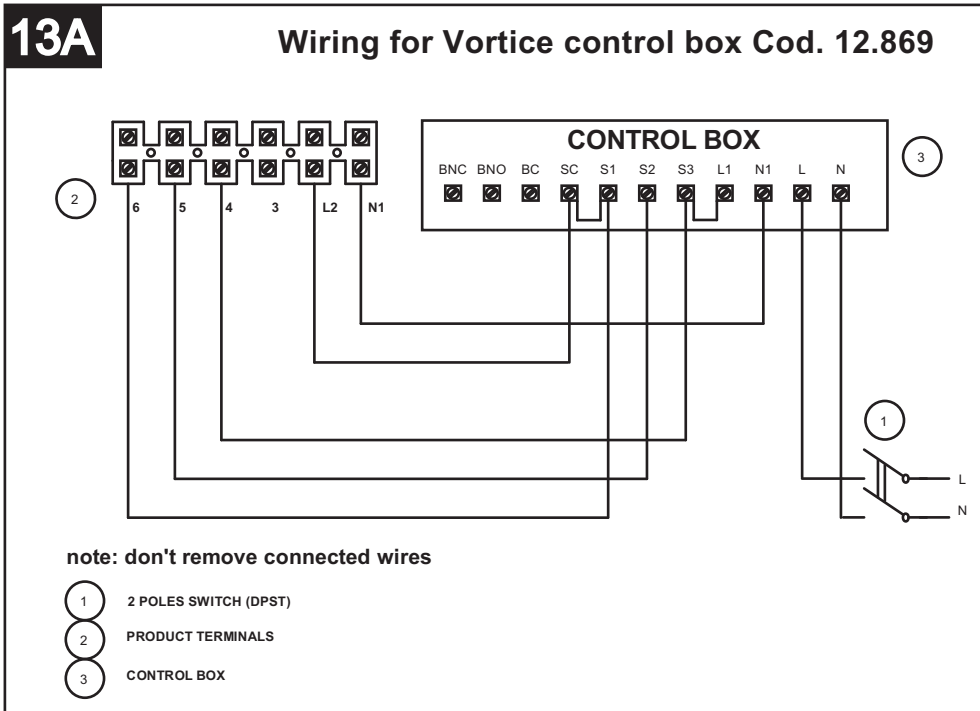 13A
Wiring for Vortice control box Cod. 12.869
CONTROL BOX
BNC BNO BC SC S1 S2 S3 L1 N1 L N
3
2
6 5 4 3 L2 N1
1
L
N
note: don't remove connected wires
1 2 POLES SWITCH (DPST)
2 PRODUCT TERMINALS
3 CONTROL BOX